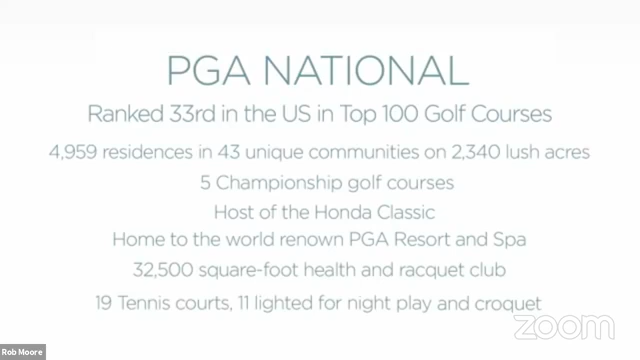 PGA NATIONAL
Ranked 33rd in the US in Top 100 Golf Courses
4,959 residences in 43 unique communities on 2,340 lush acres
5 Championship golf courses
Host of the Honda Classic
Home to the world renown PGA Resort and Spa
32,500 square-foot health and racquet club
19 Tennis courts, 11 lighted for night play and croquet
zoom
Rob Moore